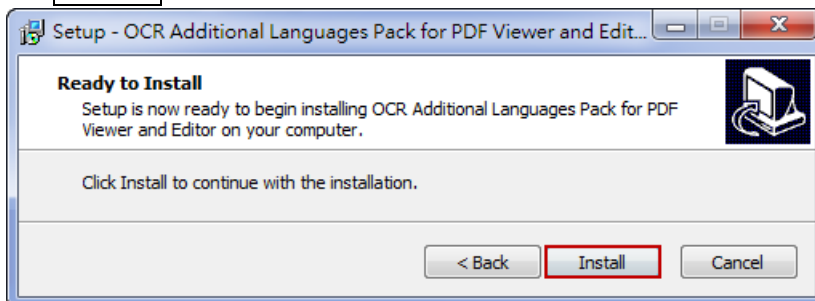 Setup - OCR Additional Languages Pack for PDF Viewer and Edit...
Ready to Install
Setup is now ready to begin installing OCR Additional Languages Pack for PDF
Viewer and Editor on your computer.
Click Install to continue with the installation.
< Back Install Cancel